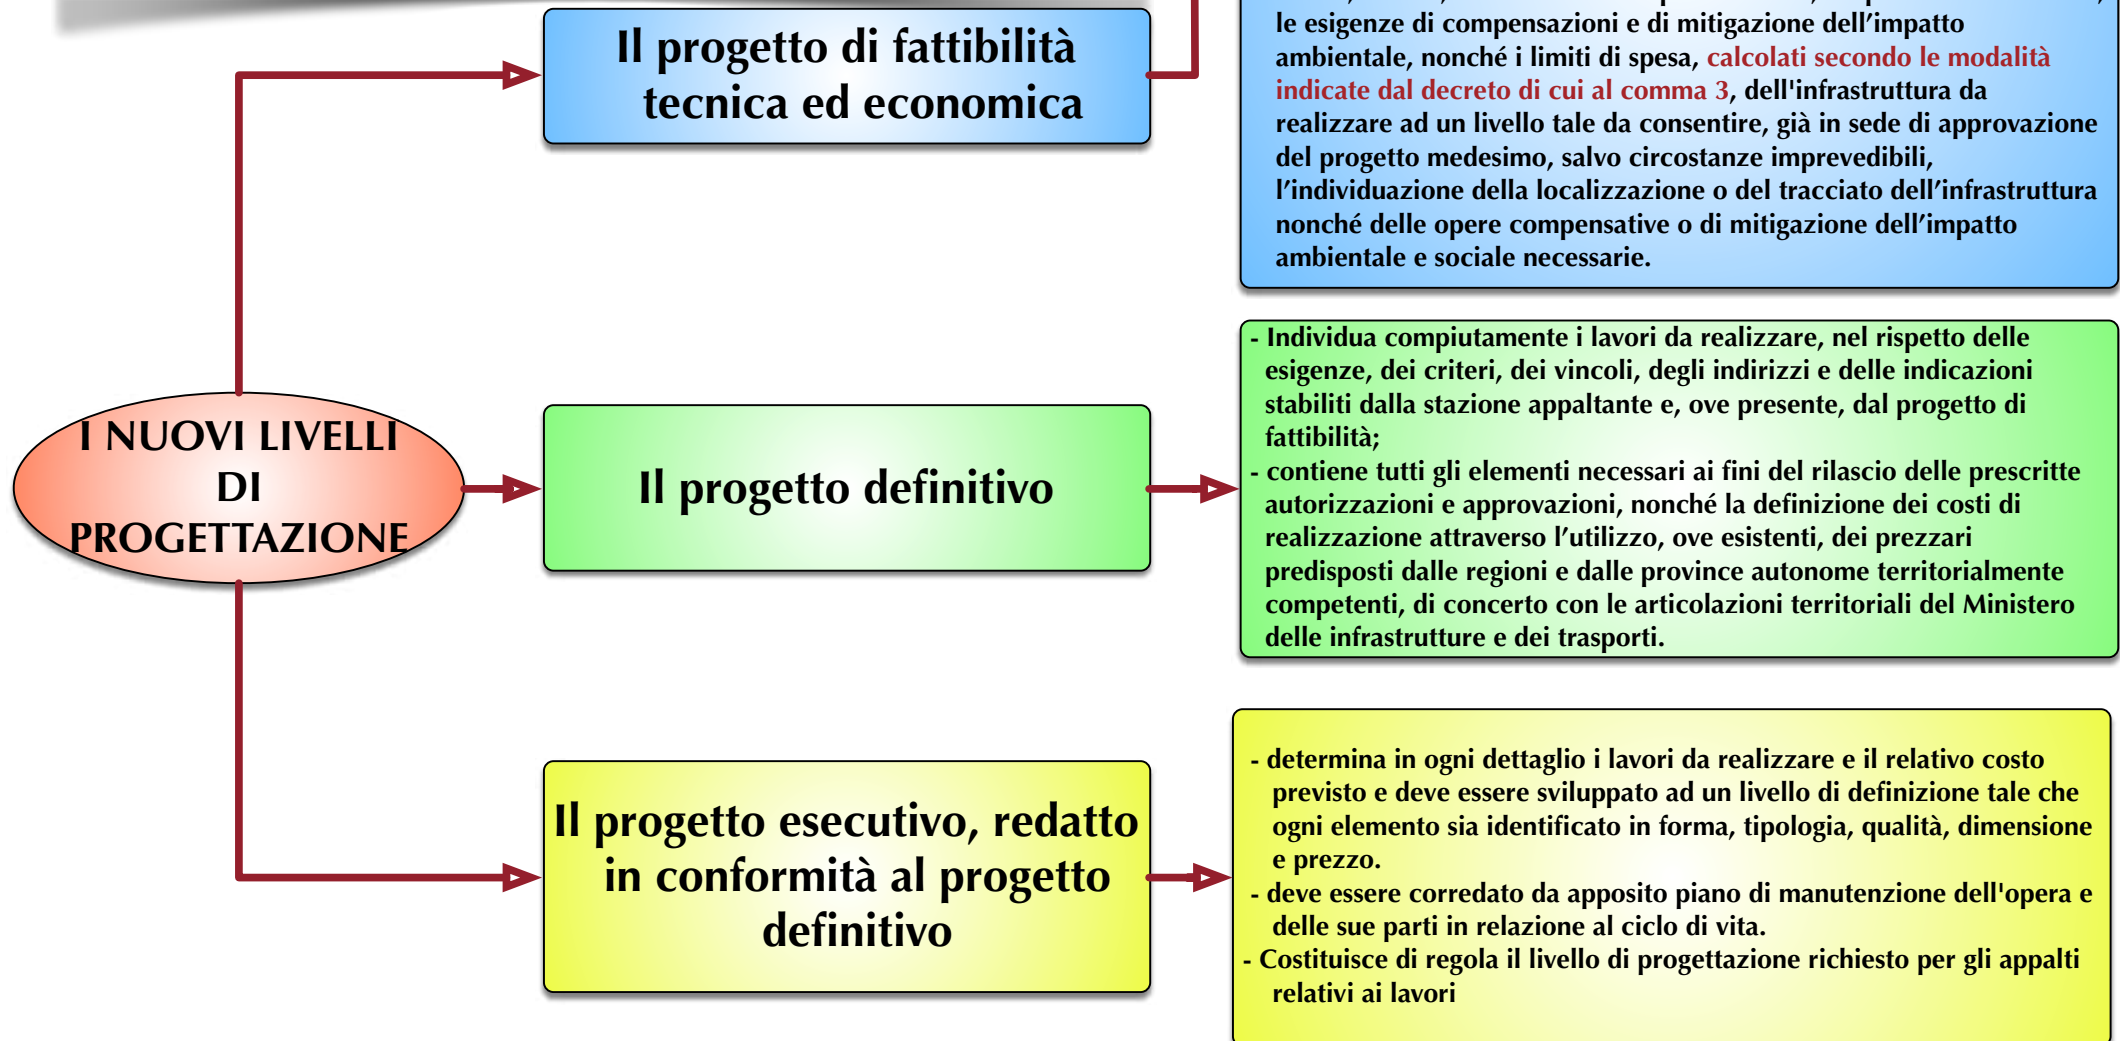 Il progetto di fattibilità
tecnica ed economica
le esigenze di compensazioni e di mitigazione dell’impatto
ambientale, nonché i limiti di spesa, calcolati secondo le modalità
indicate dal decreto di cui al comma 3, dell'infrastruttura da
realizzare ad un livello tale da consentire, già in sede di approvazione
del progetto medesimo, salvo circostanze imprevedibili,
l’individuazione della localizzazione o del tracciato dell’infrastruttura
nonché delle opere compensative o di mitigazione dell’impatto
ambientale e sociale necessarie.
I NUOVI LIVELLI
DI
PROGETTAZIONE
Il progetto definitivo
- Individua compiutamente i lavori da realizzare, nel rispetto delle
esigenze, dei criteri, dei vincoli, degli indirizzi e delle indicazioni
stabiliti dalla stazione appaltante e, ove presente, dal progetto di
fattibilità;
- contiene tutti gli elementi necessari ai fini del rilascio delle prescritte
autorizzazioni e approvazioni, nonché la definizione dei costi di
realizzazione attraverso l’utilizzo, ove esistenti, dei prezzari
predisposti dalle regioni e dalle province autonome territorialmente
competenti, di concerto con le articolazioni territoriali del Ministero
delle infrastrutture e dei trasporti.
Il progetto esecutivo, redatto
in conformità al progetto
definitivo
- determina in ogni dettaglio i lavori da realizzare e il relativo costo
previsto e deve essere sviluppato ad un livello di definizione tale che
ogni elemento sia identificato in forma, tipologia, qualità, dimensione
e prezzo.
- deve essere corredato da apposito piano di manutenzione dell'opera e
delle sue parti in relazione al ciclo di vita.
- Costituisce di regola il livello di progettazione richiesto per gli appalti
relativi ai lavori